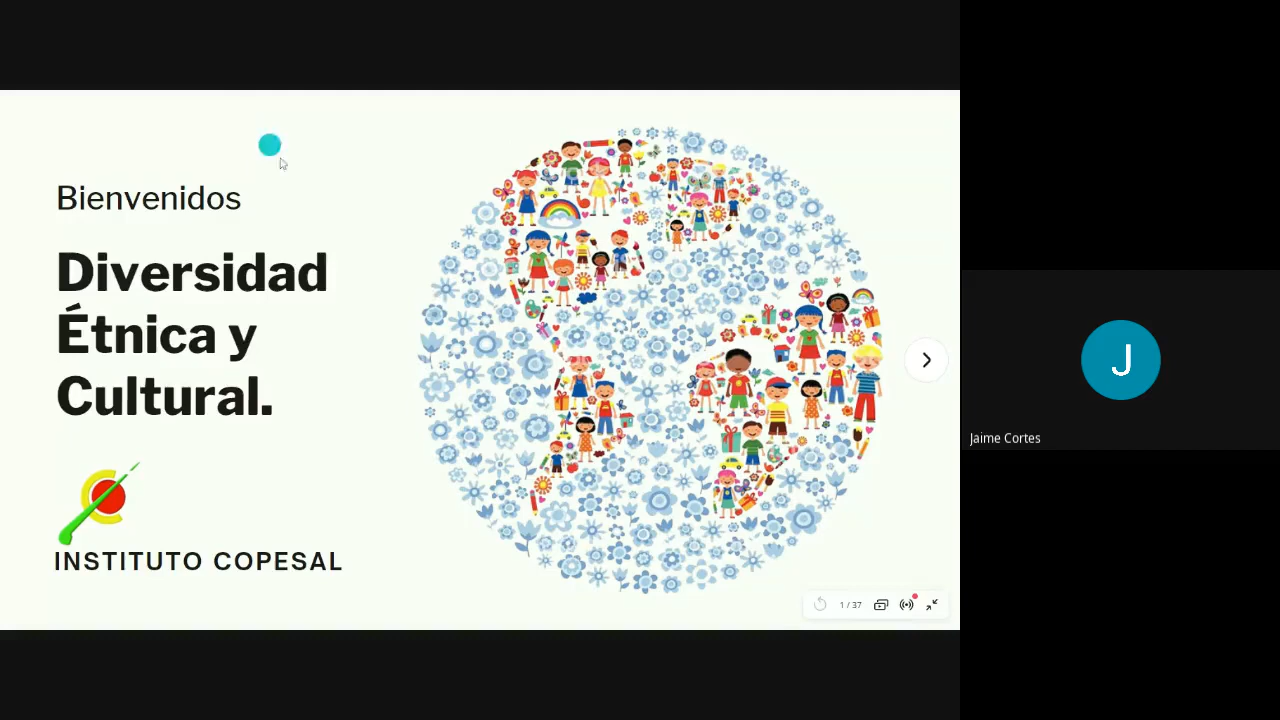 Bienvenidos
Diversidad
Étnica y
Cultural.
INSTITUTO COPESAL
1 / 37
J
Jaime Cortes